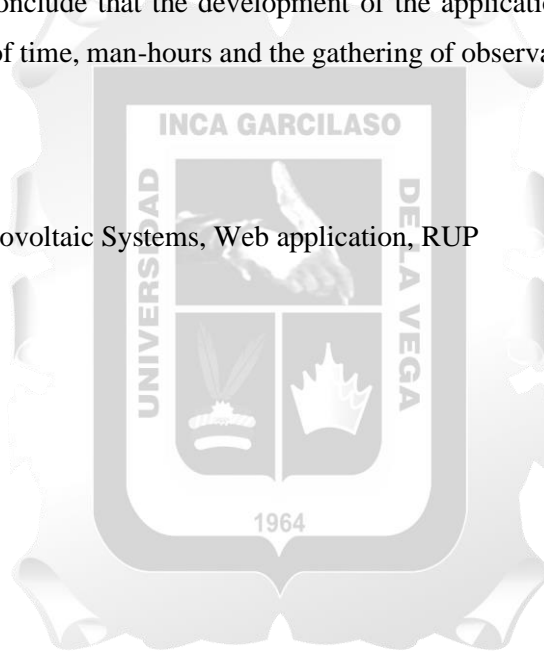 conclude that the development of the applicatio
of time, man-hours and the gathering of observa
INCA GARCILASO
UNIVERSIDAD
DE LA VEGA
ovoltaic Systems, Web application, RUP
1964